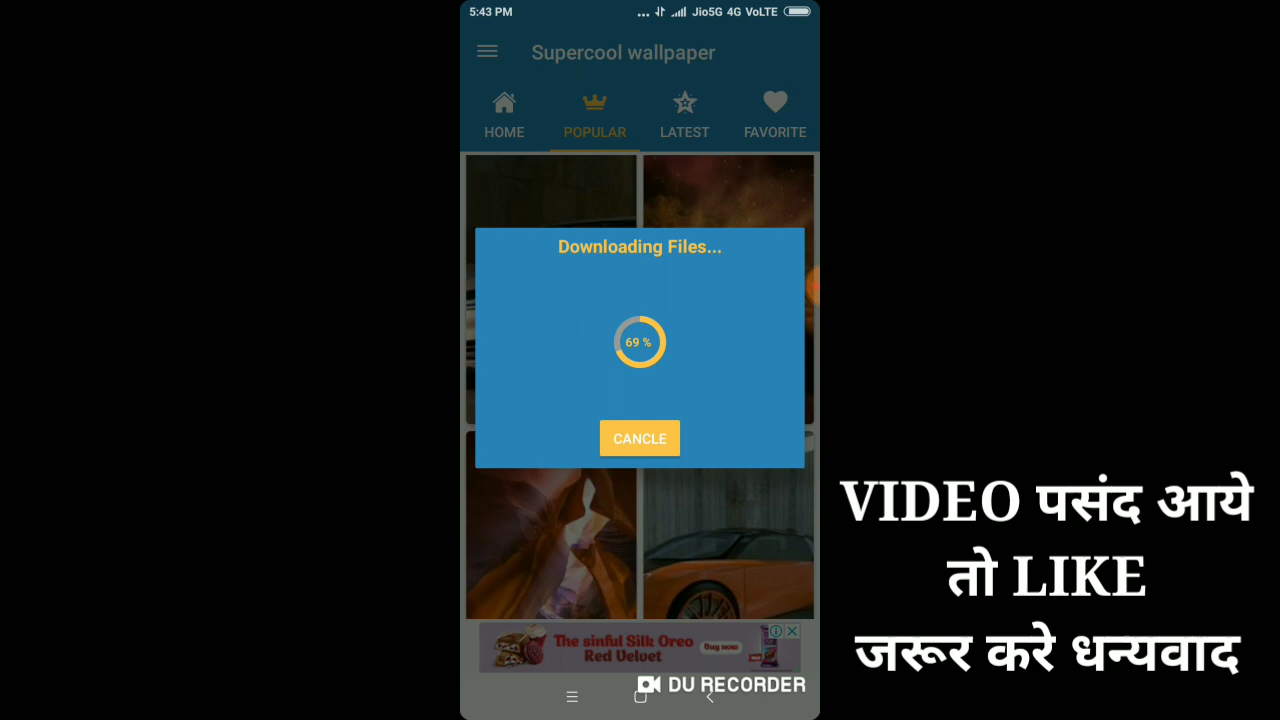 5:43 PM ... Jio5G 4G VoLTE
Supercool wallpaper
HOME POPULAR LATEST FAVORITE
Downloading Files...
69 %
CANCLE
VIDEO पसंद आये
तो LIKE
जरूर करे धन्यवाद
The sinful Silk Oreo
Red Velvet
Buy now
DU RECORDER